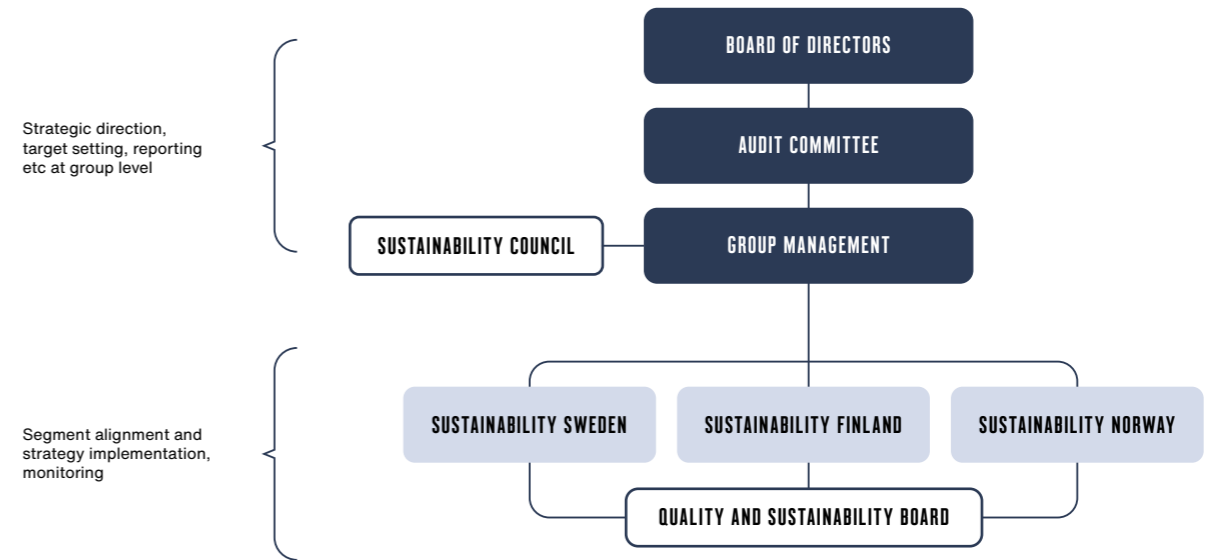 BOARD OF DIRECTORS
Strategic direction,
target setting, reporting
etc at group level
AUDIT COMMITTEE
SUSTAINABILITY COUNCIL
GROUP MANAGEMENT
Segment alignment and
strategy implementation,
monitoring
SUSTAINABILITY SWEDEN
SUSTAINABILITY FINLAND
SUSTAINABILITY NORWAY
QUALITY AND SUSTAINABILITY BOARD